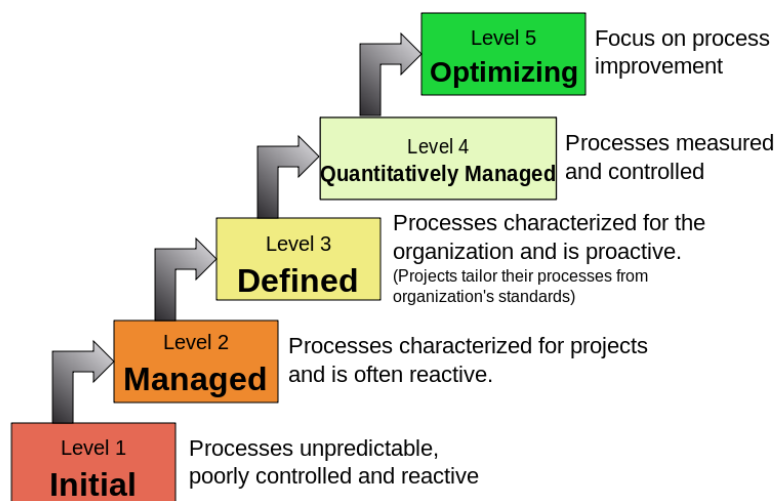 Level 5
Optimizing
Focus on process
improvement
Level 4
Quantitatively Managed
Processes measured
and controlled
Level 3
Defined
Processes characterized for the
organization and is proactive.
(Projects tailor their processes from
organization's standards)
Level 2
Managed
Processes characterized for projects
and is often reactive.
Level 1
Initial
Processes unpredictable,
poorly controlled and reactive